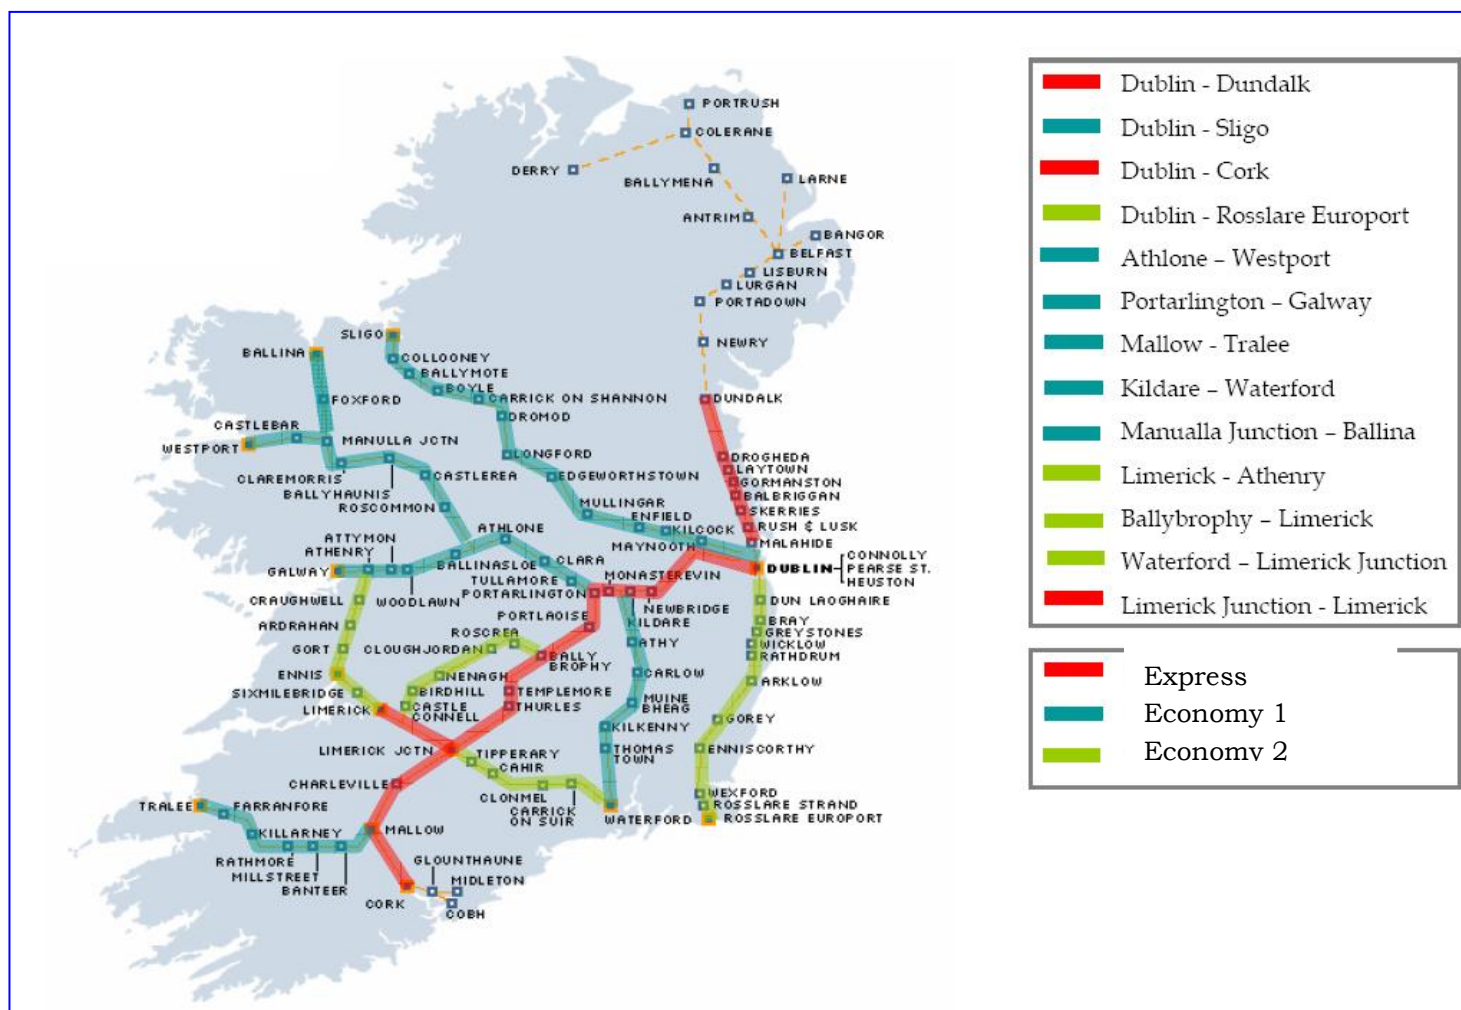 PORTRUSH
COLERANE
DERRY
BALLYMENA
LARNE
ANTRIM
BANGOR
BELFAST
LISBURN
LURGAN
PORTADOWN
NEWRY
SLIGO
BALLINA
COLLOONEY
BALLYMOTE
BOYLE
CARRICK ON SHANNON
FOXFORD
DUNDALK
DROMOD
CASTLEBAR
WESTPORT
MANULLA JCTN
LONGFORD
DROGHEDA
LAYTOWN
GORMANSTON
BALBRIGGAN
SKERRIES
RUSH & LUSK
MALAHIDE
CLAREMORRIS
BALLYHAUNIS
CASTLEREA
EDGEWORTHSTOWN
ROSCOMMON
MULLINGAR
ENFIELD
KILCOCK
MAYNOOTH
ATHLONE
ATTYMON
ATHENRY
GALWAY
BALLINASLOE
CLARA
TULLAMORE
WOODLAWN
PORTARLINGTON
MONASTEREVIN
DUBLIN
CONNOLLY
PEARSE ST.
HEUSTON
CRAUGHWELL
PORTLAOISE
NEWBRIDGE
KILDARE
DUN LAOGHAIRE
ARDRAHAN
ROSCREA
BRAY
GREYSTONES
WICKLOW
RATHDRUM
GORT
CLOUGHJORDAN
BALLY
BROPHY
ATHY
ENNIS
NENAGH
CARLOW
ARKLOW
SIXMILEBRIDGE
BIRDHILL
TEMPLEMORE
MUINE
BHEAG
LIMERICK
CASTLE
CONNELL
THURLES
KILKENNY
GOREY
LIMERICK JCTN
TIPPERARY
CAHIR
THOMAS
TOWN
ENNISCORTHY
CHARLEVILLE
CLONMEL
CARRICK
ON SUIR
WEXFORD
ROSSLARE STRAND
ROSSLARE EUROPORT
WATERFORD
TRALEE
FARRANFORE
KILLARNEY
MALLOW
RATHMORE
MILLSTREET
BANTEER
GLOUNTHAUNE
MIDLETON
CORK
COBH
Dublin - Dundalk
Dublin - Sligo
Dublin - Cork
Dublin - Rosslare Europort
Athlone – Westport
Portarlington – Galway
Mallow - Tralee
Kildare – Waterford
Manualla Junction – Ballina
Limerick - Athenry
Ballybrophy – Limerick
Waterford – Limerick Junction
Limerick Junction - Limerick
Express
Economy 1
Economy 2